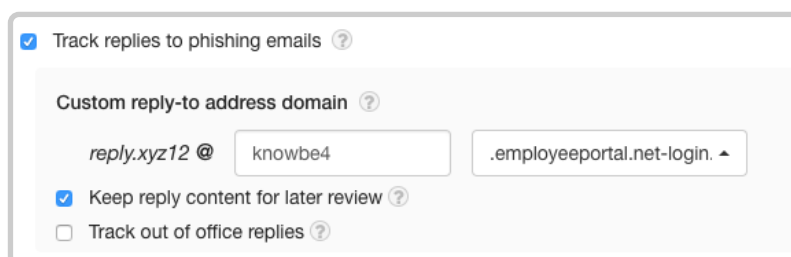 Track replies to phishing emails ?
Custom reply-to address domain ?
reply.xyz12 @ knowbe4 .employeeportal.net-login.
Keep reply content for later review ?
Track out of office replies ?